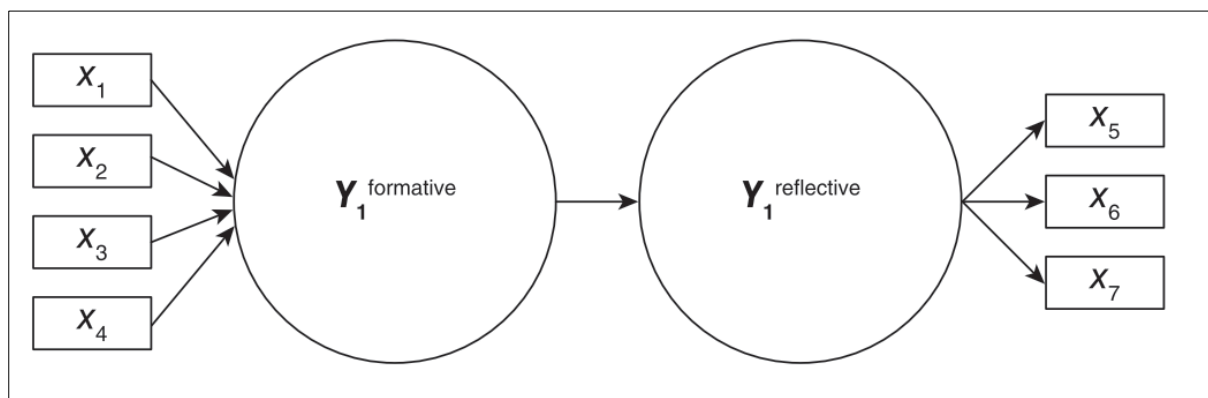 x₁
x₂
x₃
x₄
Y₁ formative
Y₁ reflective
x₅
x₆
x₇